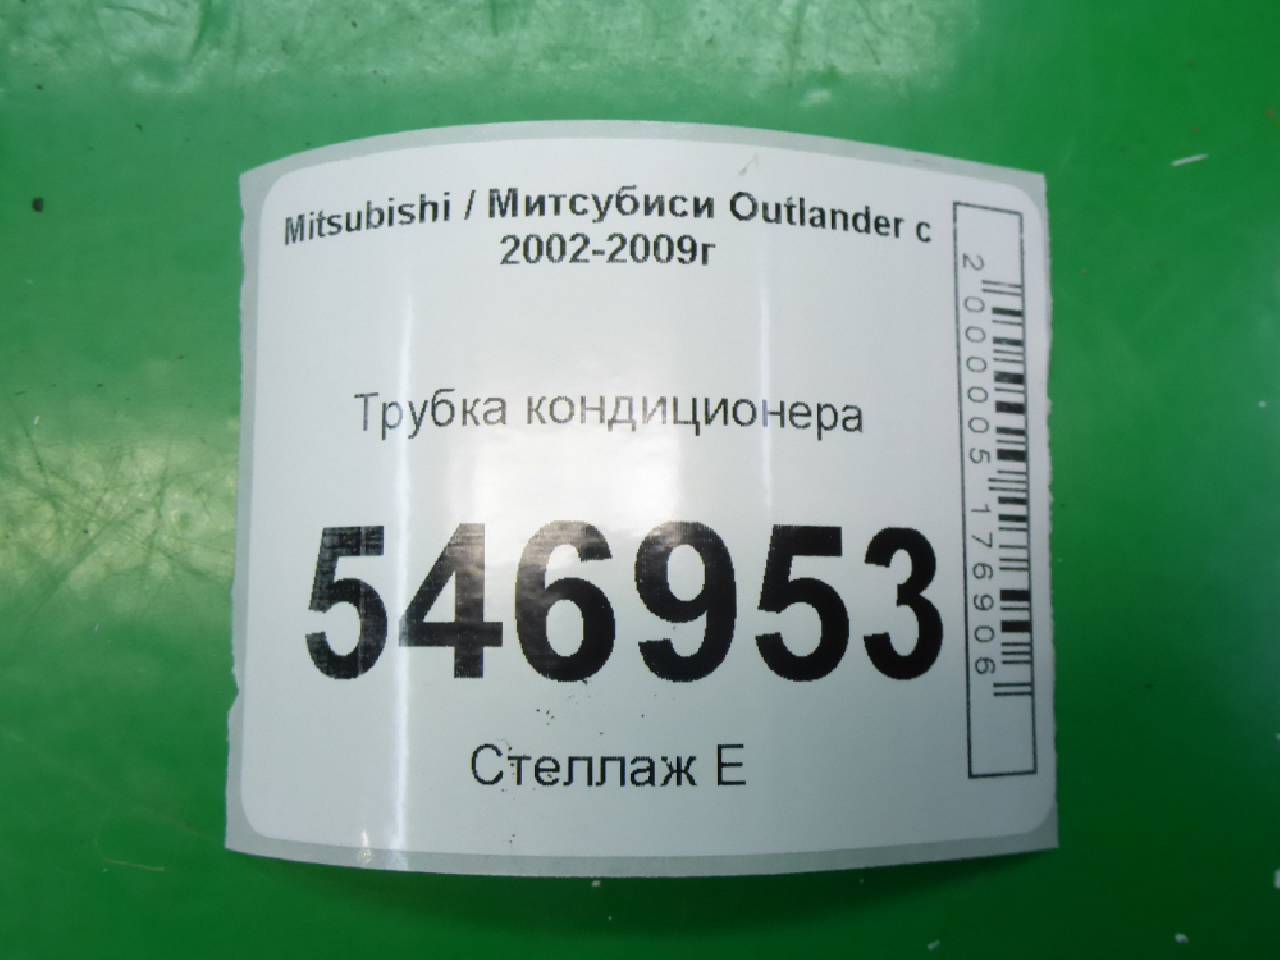 Mitsubishi / Митсубиси Outlander с
2002-2009г
Трубка кондиционера
546953
Стеллаж Е
2000005176906